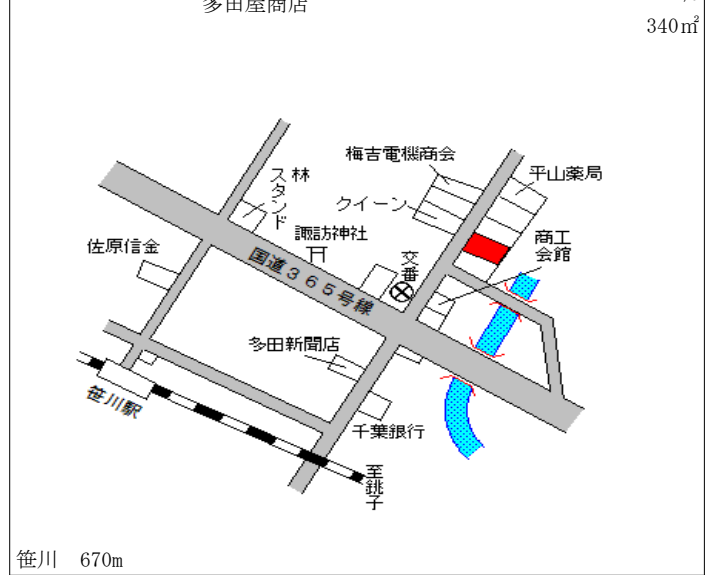 多田屋商店
340㎡
梅吉電機商会
平山薬局
林
スタンド
クイーン
諏訪神社
交番
商工
会館
佐原信金
国道365号線
多田新聞店
笹川駅
千葉銀行
至銚子
笹川 670m